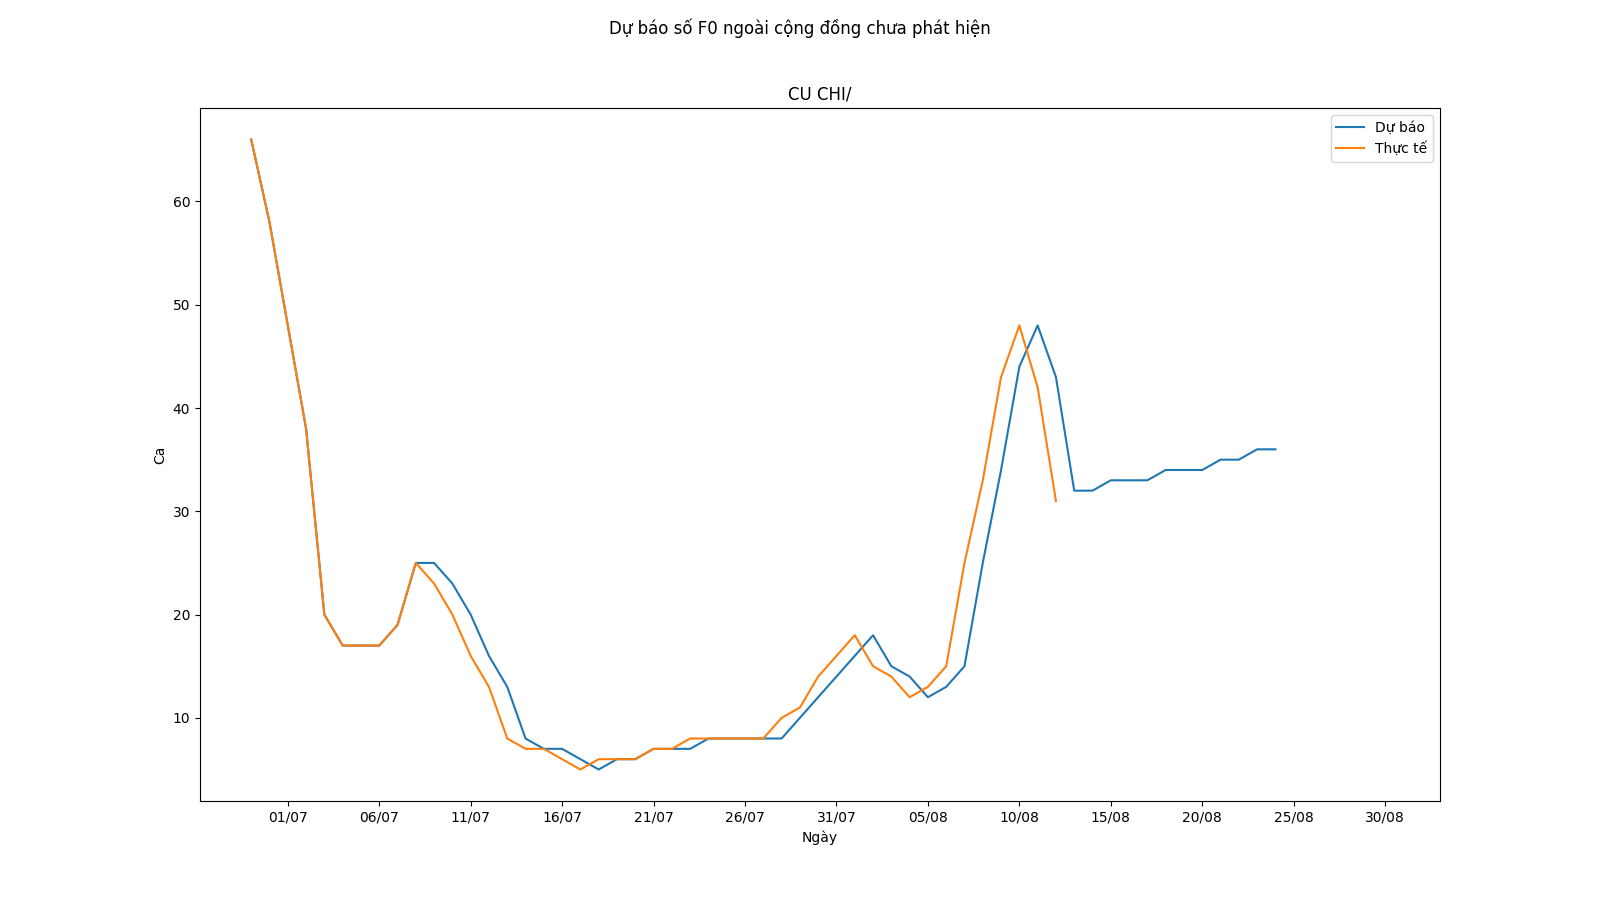 Dự báo số F0 ngoài cộng đồng chưa phát hiện
CU CHI/
Dự báo
Thực tế
60
50
40
30
20
10
Ca
01/07 06/07 11/07 16/07 21/07 26/07 31/07 05/08 10/08 15/08 20/08 25/08 30/08
Ngày